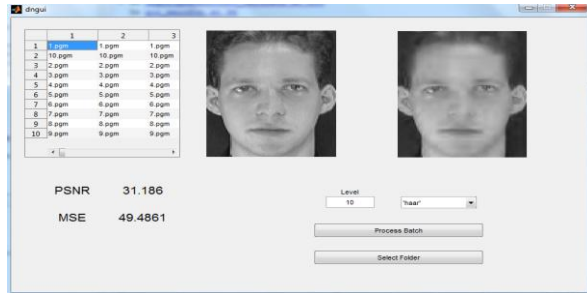 dngui
1 2 3
1 1.pgm 1.pgm 1.pgm
2 10.pgm 10.pgm 10.pgm
3 2.pgm 2.pgm 2.pgm
4 3.pgm 3.pgm 3.pgm
5 4.pgm 4.pgm 4.pgm
6 5.pgm 5.pgm 5.pgm
7 6.pgm 6.pgm 6.pgm
8 7.pgm 7.pgm 7.pgm
9 8.pgm 8.pgm 8.pgm
10 9.pgm 9.pgm 9.pgm
PSNR 31.186
MSE 49.4861
Level
10 'haar'
Process Batch
Select Folder